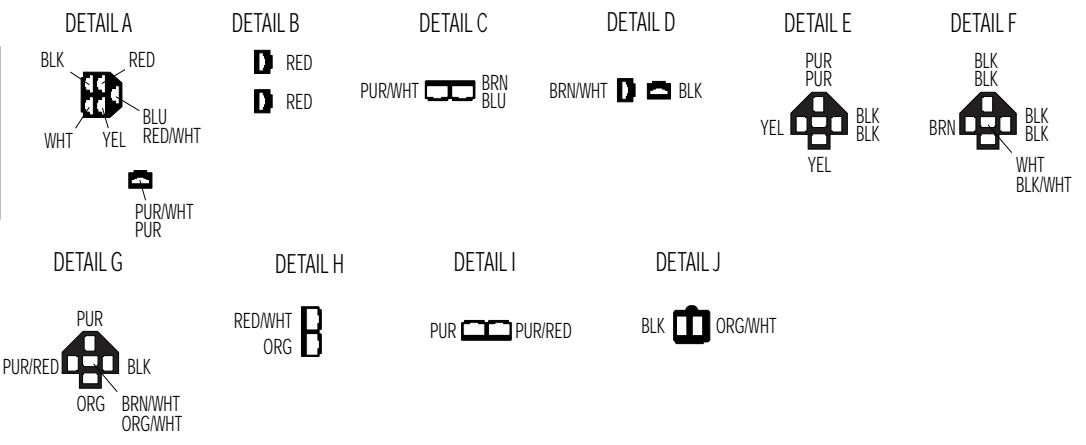 DETAIL A
BLK
RED
BLU
RED/WHT
WHT
YEL
PUR/WHT
PUR
DETAIL B
RED
RED
DETAIL C
PUR/WHT
BRN
BLU
DETAIL D
BRN/WHT
BLK
DETAIL E
PUR
PUR
YEL
BLK
BLK
YEL
DETAIL F
BLK
BLK
BRN
BLK
BLK
WHT
BLK/WHT
DETAIL G
PUR
PUR/RED
BLK
ORG
BRN/WHT
ORG/WHT
DETAIL H
RED/WHT
ORG
DETAIL I
PUR
PUR/RED
DETAIL J
BLK
ORG/WHT